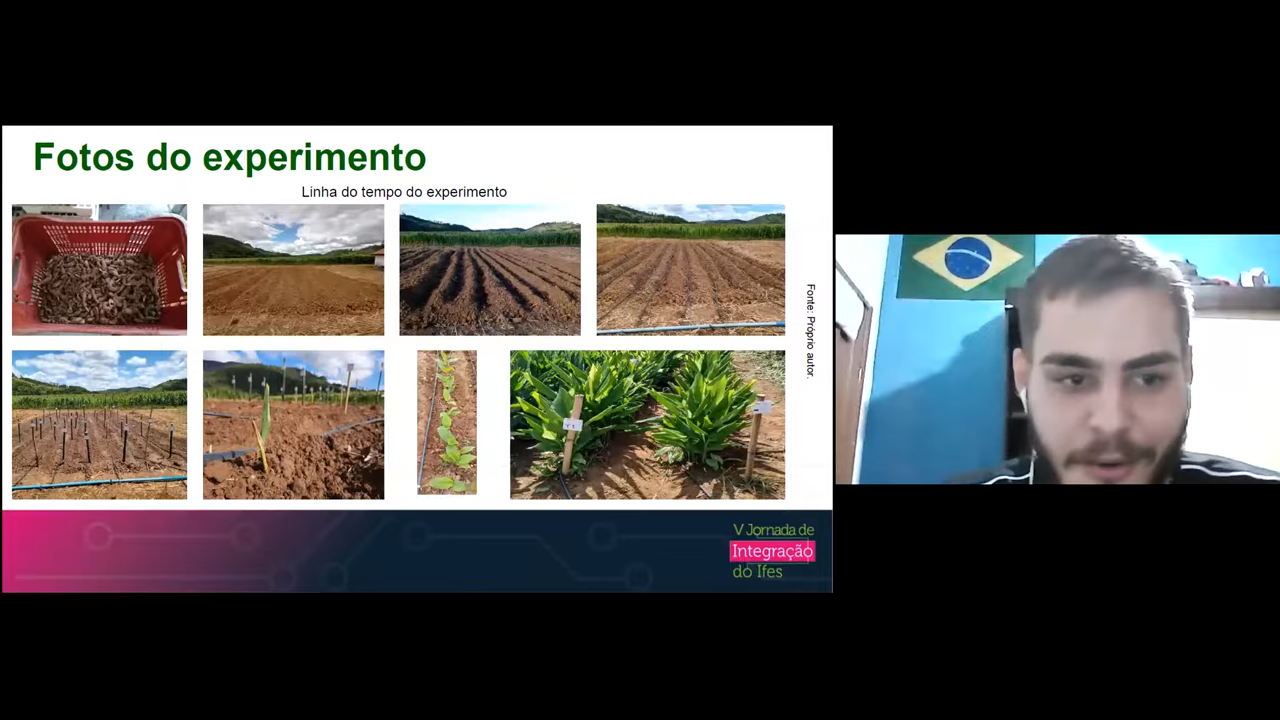 Fotos do experimento
Linha do tempo do experimento
Fonte: Próprio autor.
V Jornada de
Integração
do Ifes